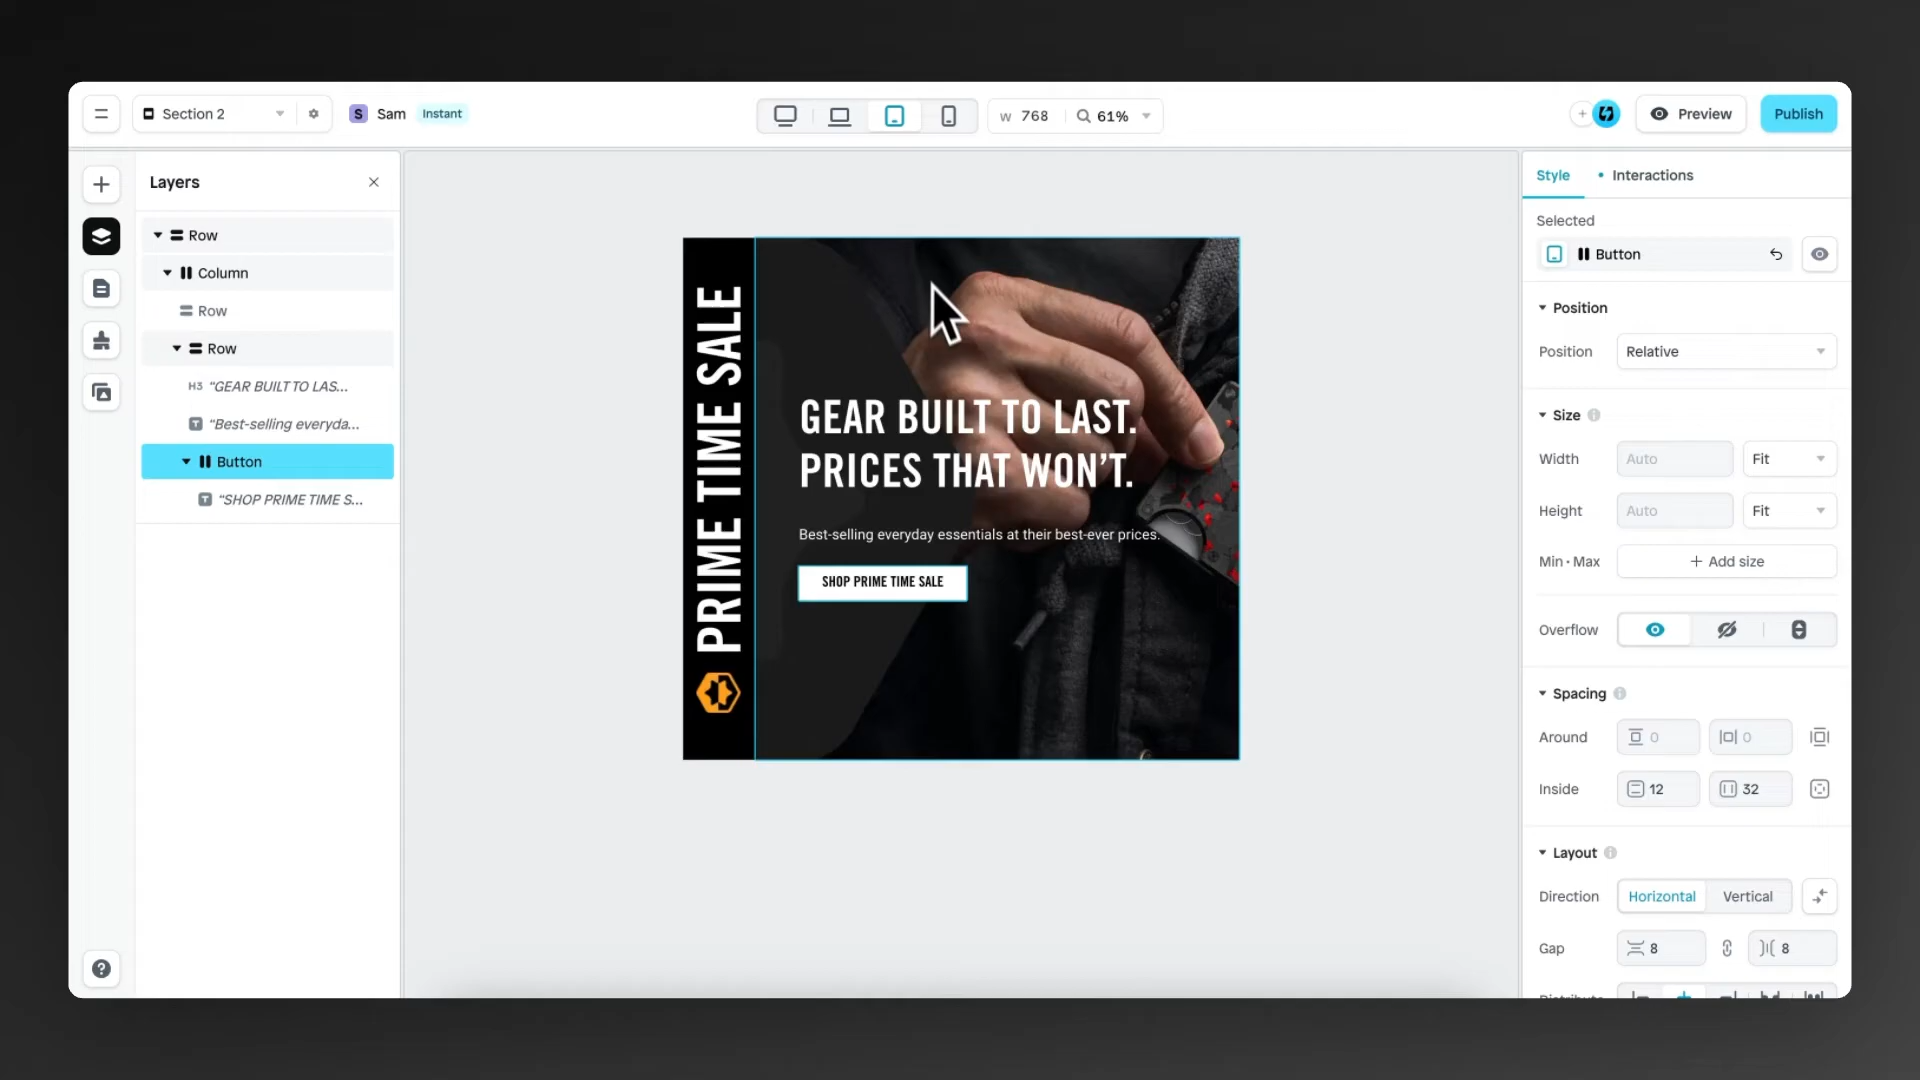 Section 2
S Sam Instant
W 768
61%
Preview
Publish
Layers
Row
Column
Row
Row
H3 “GEAR BUILT TO LAS...
T “Best-selling everyda...
Button
T “SHOP PRIME TIME S...
PRIME TIME SALE
GEAR BUILT TO LAST.
PRICES THAT WON’T.
Best-selling everyday essentials at their best-ever prices.
SHOP PRIME TIME SALE
Style
Interactions
Selected
Button
Position
Position Relative
Size
Width Auto Fit
Height Auto Fit
Min · Max + Add size
Overflow
Spacing
Around 0 0
Inside 12 32
Layout
Direction Horizontal Vertical
Gap 8 8